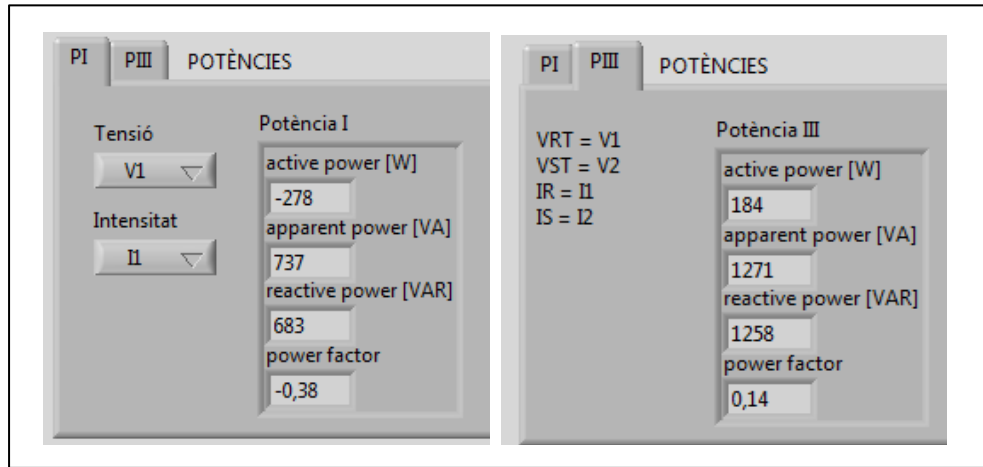 PI PIII POTÈNCIES
Tensió
V1
Intensitat
I1
Potència I
active power [W]
-278
apparent power [VA]
737
reactive power [VAR]
683
power factor
-0,38
PI PIII POTÈNCIES
VRT = V1
VST = V2
IR = I1
IS = I2
Potència III
active power [W]
184
apparent power [VA]
1271
reactive power [VAR]
1258
power factor
0,14